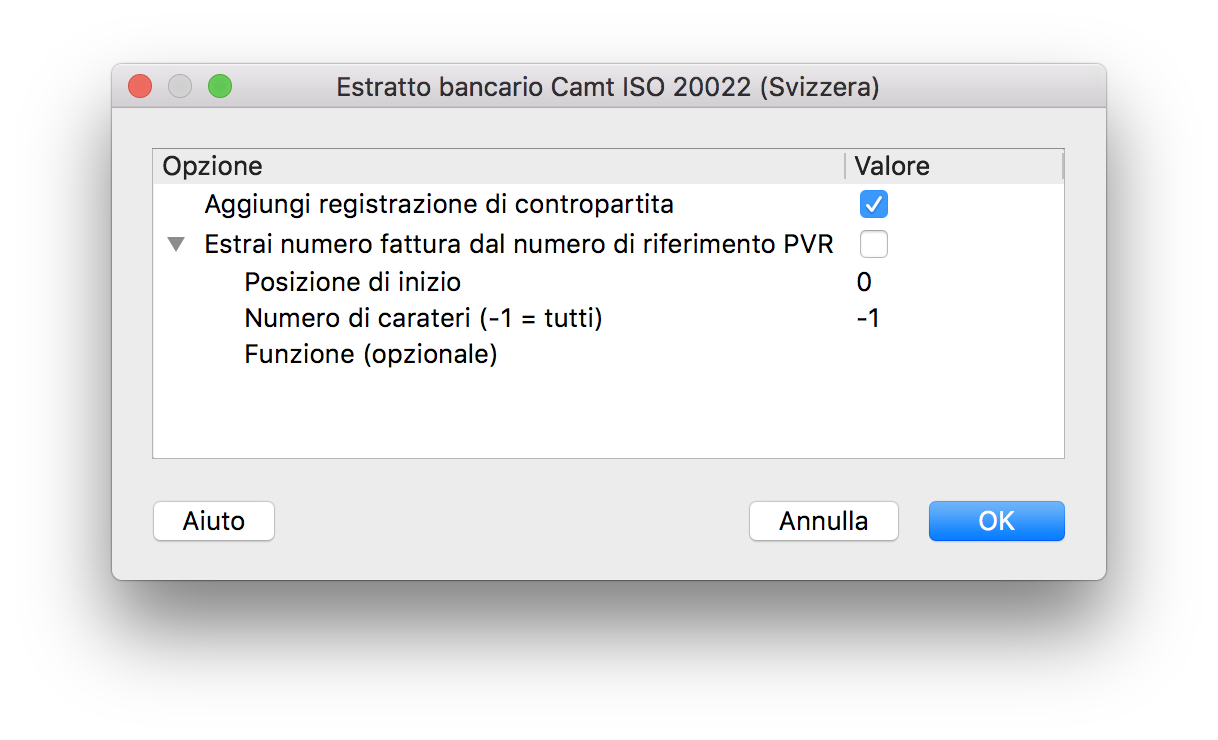 Estratto bancario Camt ISO 20022 (Svizzera)
Opzione Valore
Aggiungi registrazione di contropartita
Estrai numero fattura dal numero di riferimento PVR
Posizione di inizio 0
Numero di carateri (-1 = tutti) -1
Funzione (opzionale)
Aiuto Annulla OK